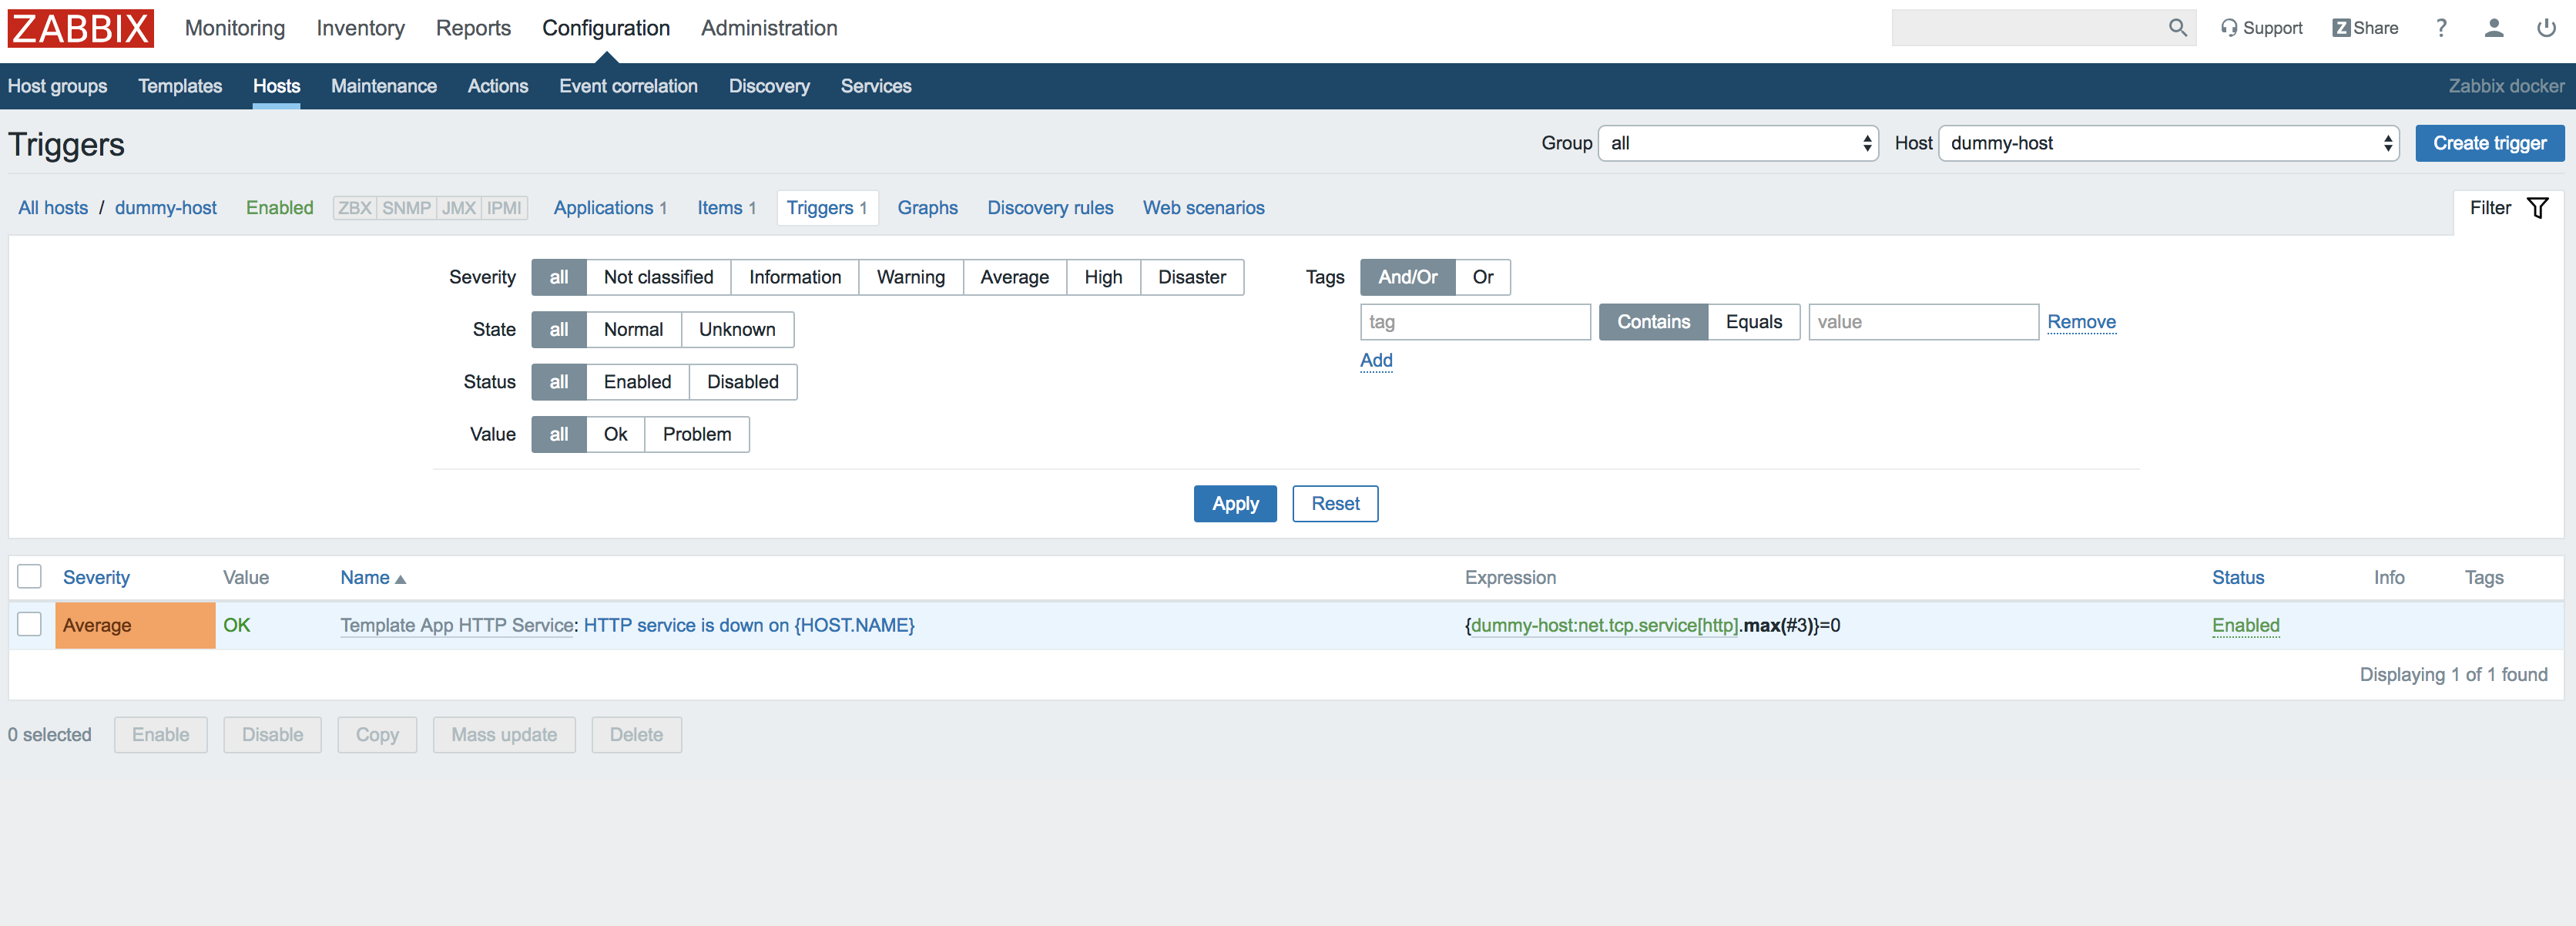 ZABBIX Monitoring Inventory Reports Configuration Administration Support Z Share ?
Host groups Templates Hosts Maintenance Actions Event correlation Discovery Services Zabbix docker
Triggers Group all Host dummy-host Create trigger
All hosts / dummy-host Enabled ZBX SNMP JMX IPMI Applications 1 Items 1 Triggers 1 Graphs Discovery rules Web scenarios Filter
Severity all Not classified Information Warning Average High Disaster Tags And/Or Or
tag Contains Equals value Remove
State all Normal Unknown
Add
Status all Enabled Disabled
Value all Ok Problem
Apply Reset
Severity Value Name Expression Status Info Tags
Average OK Template App HTTP Service: HTTP service is down on {HOST.NAME} {dummy-host:net.tcp.service[http].max(#3)}=0 Enabled
Displaying 1 of 1 found
0 selected Enable Disable Copy Mass update Delete